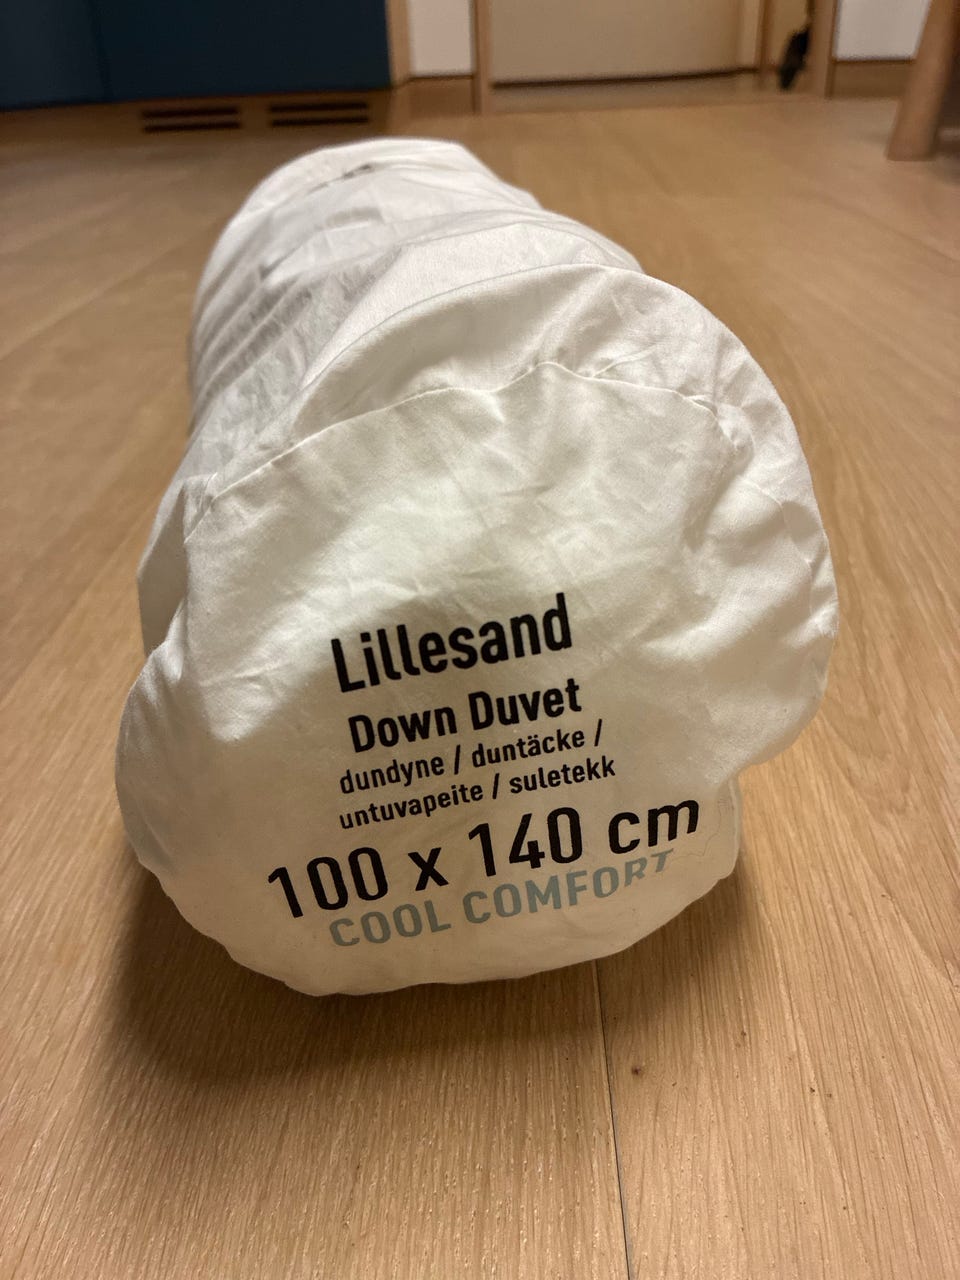 Lillesand
Down Duvet
dundyne / duntäcke /
untuvapeite / suletekk
100 x 140 cm
COOL COMFORT